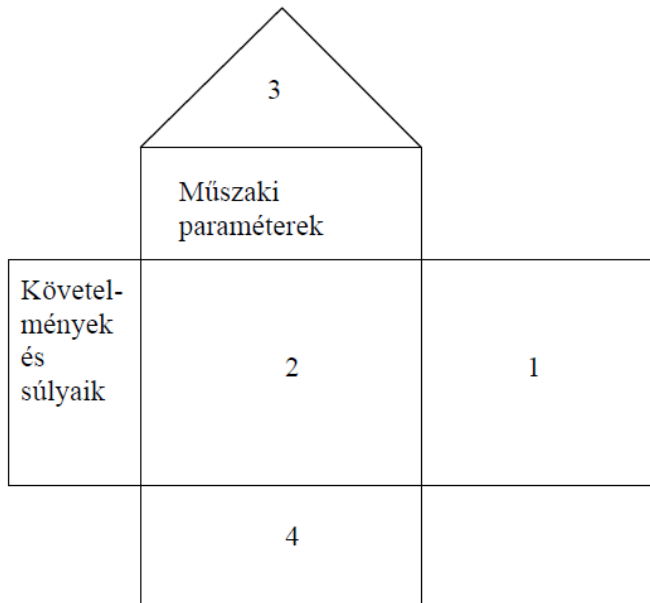 3
Műszaki
paraméterek
Követel-
mények
és
súlyaik
2
1
4